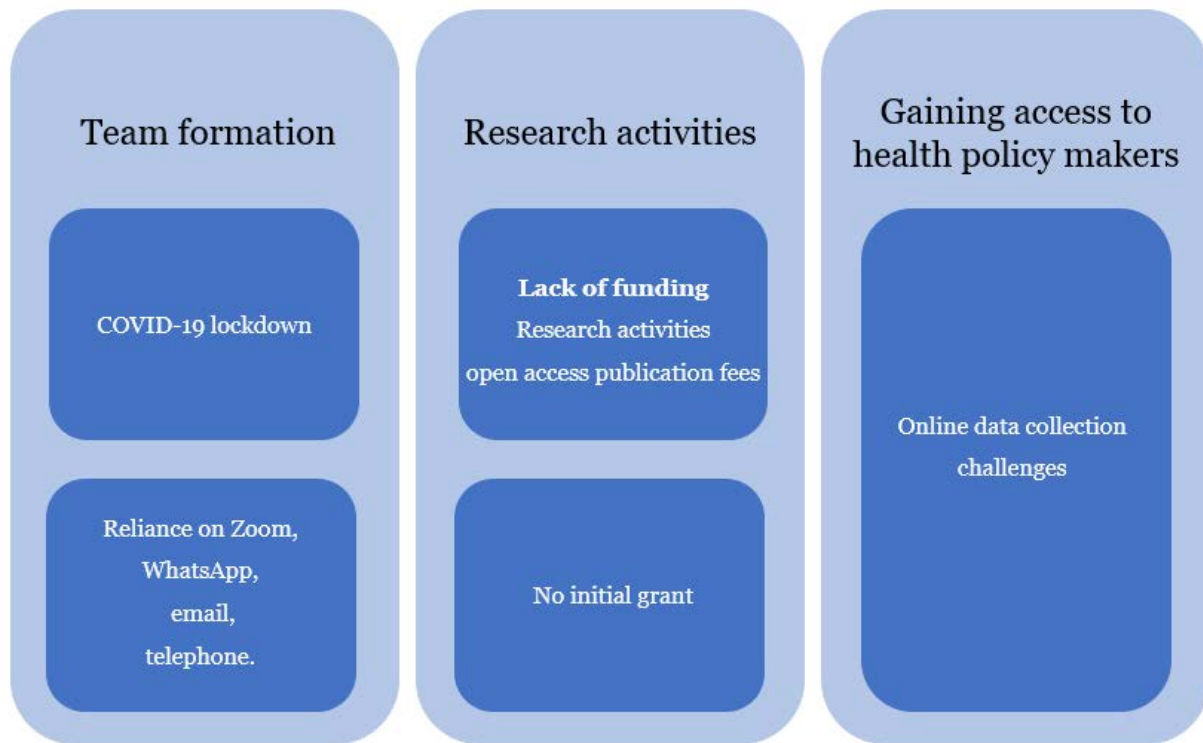 Team formation
COVID-19 lockdown
Reliance on Zoom,
WhatsApp,
email,
telephone.
Research activities
Lack of funding
Research activities
open access publication fees
No initial grant
Gaining access to
health policy makers
Online data collection
challenges